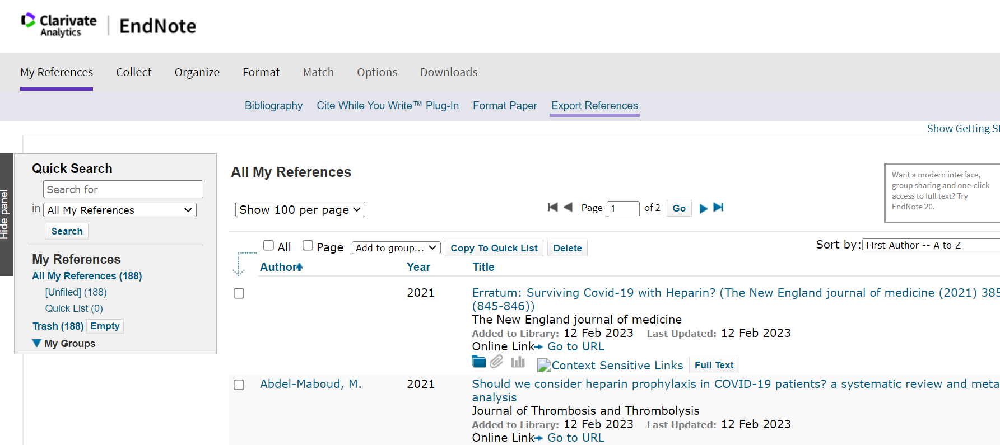 Clarivate
Analytics
EndNote
My References Collect Organize Format Match Options Downloads
Bibliography Cite While You Write™ Plug-In Format Paper Export References
Show Getting St
Hide panel
Quick Search
Search for
in All My References
Search
My References
All My References (188)
[Unfiled] (188)
Quick List (0)
Trash (188) Empty
My Groups
All My References
Show 100 per page Page 1 of 2 Go
Want a modern interface,
group sharing and one-click
access to full text? Try
EndNote 20.
All Page Add to group... Copy To Quick List Delete Sort by: First Author -- A to Z
Author Year Title
2021 Erratum: Surviving Covid-19 with Heparin? (The New England journal of medicine (2021) 385
(845-846))
The New England journal of medicine
Added to Library: 12 Feb 2023 Last Updated: 12 Feb 2023
Online Link Go to URL
Context Sensitive Links Full Text
Abdel-Maboud, M. 2021 Should we consider heparin prophylaxis in COVID-19 patients? a systematic review and meta
analysis
Journal of Thrombosis and Thrombolysis
Added to Library: 12 Feb 2023 Last Updated: 12 Feb 2023
Online Link Go to URL